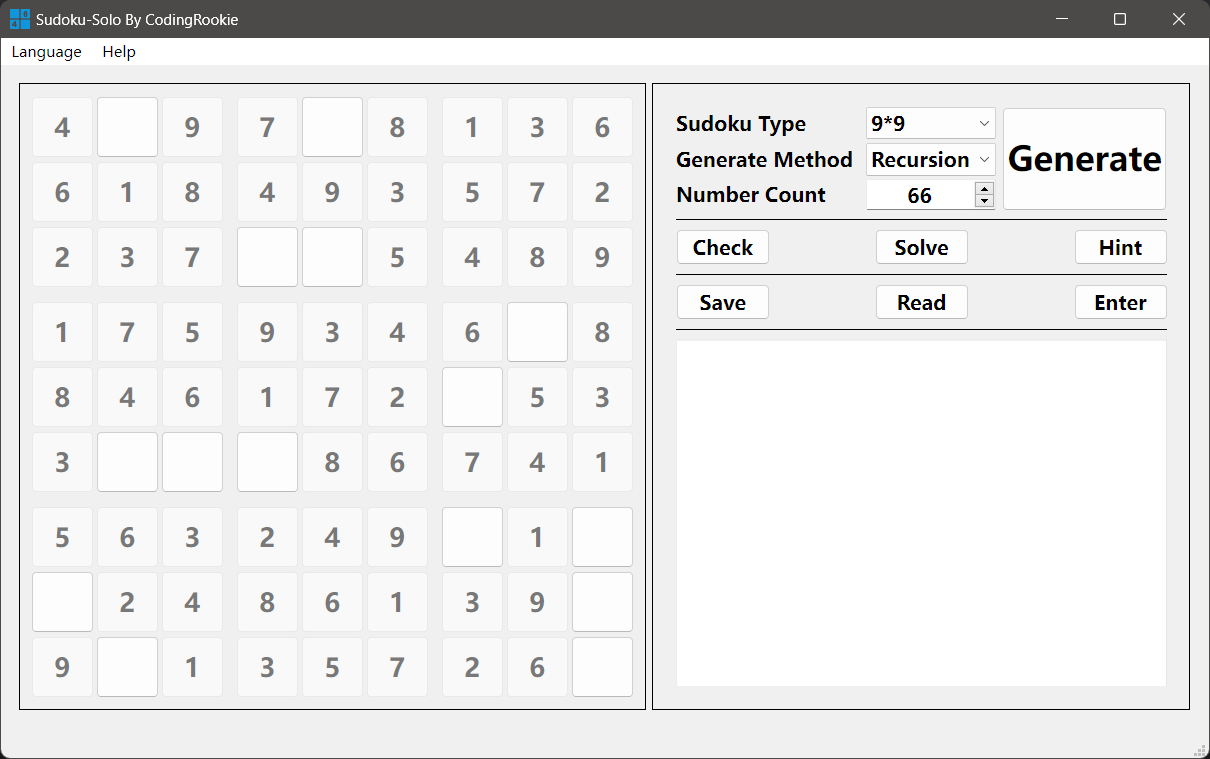 Sudoku-Solo By CodingRookie
Language Help
4 9 7 8 1 3 6
6 1 8 4 9 3 5 7 2
2 3 7 5 4 8 9
1 7 5 9 3 4 6 8
8 4 6 1 7 2 5 3
3 8 6 7 4 1
5 6 3 2 4 9 1
2 4 8 6 1 3 9
9 1 3 5 7 2 6
Sudoku Type 9*9
Generate Method Recursion
Number Count 66
Generate
Check Solve Hint
Save Read Enter